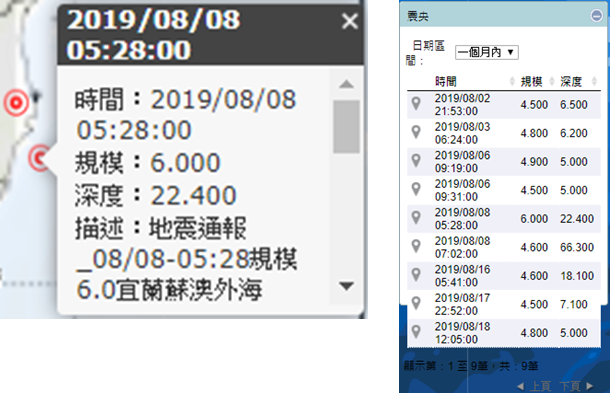 2019/08/08
05:28:00
時間：2019/08/08
05:28:00
規模：6.000
深度：22.400
描述：地震通報
_08/08-05:28規模
6.0宜蘭蘇澳外海
震央
日期區
間：
一個月內
時間 規模 深度
2019/08/02
21:53:00 4.500 6.500
2019/08/03
06:24:00 4.800 6.200
2019/08/06
09:19:00 4.900 5.000
2019/08/06
09:31:00 4.500 5.000
2019/08/08
05:28:00 6.000 22.400
2019/08/08
07:02:00 4.600 66.300
2019/08/16
05:41:00 4.600 18.100
2019/08/17
22:52:00 4.500 7.100
2019/08/18
12:05:00 4.800 5.000
顯示第：1 至 9筆，共：9筆
上頁 下頁